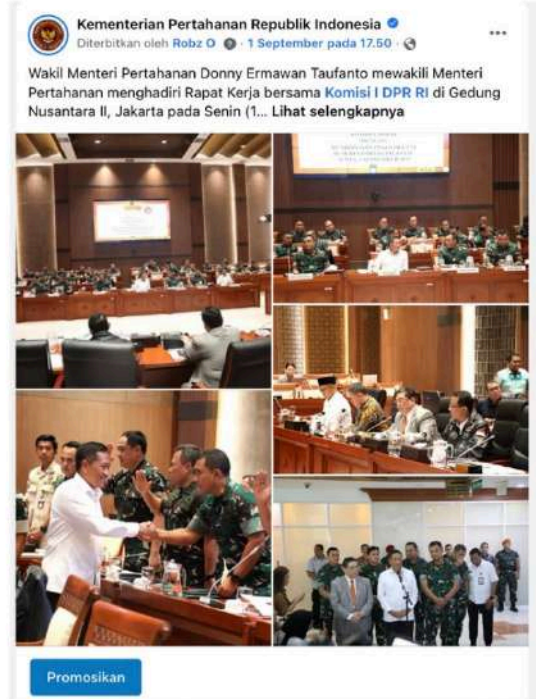 Kementerian Pertahanan Republik Indonesia
Diterbitkan oleh Robz O · 1 September pada 17.50 ·
Wakil Menteri Pertahanan Donny Ermawan Taufanto mewakili Menteri
Pertahanan menghadiri Rapat Kerja bersama Komisi I DPR RI di Gedung
Nusantara II, Jakarta pada Senin (1... Lihat selengkapnya
Promosikan